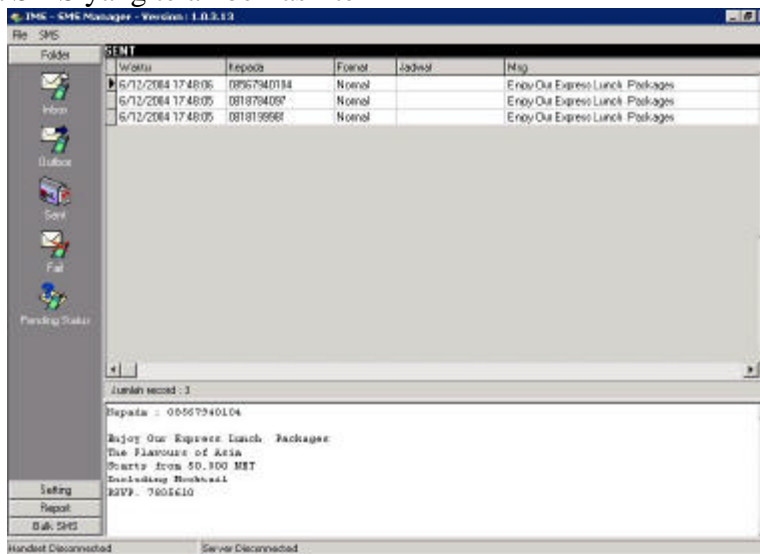 IMS - SMS Manager - Version : 1.0.3.13
File SMS
Folder
SENT
Waktu Kepada Format Jadwal Msg
6/12/2004 17:48:06 08567940104 Normal Enjoy Our Express Lunch Packages
6/12/2004 17:48:05 Normal Enjoy Our Express Lunch Packages
6/12/2004 17:48:05 Normal Enjoy Our Express Lunch Packages
Inbox
Outbox
Sent
Fail
Pending Status
Jumlah record : 3
Kepada : 08567940104
Enjoy Our Express Lunch Packages
The Flavours of Asia
Starts from 50.000 NET
Including Mocktail
RSVP. 7805610
Setting
Report
Bulk SMS
Handset Disconnected Server Disconnected